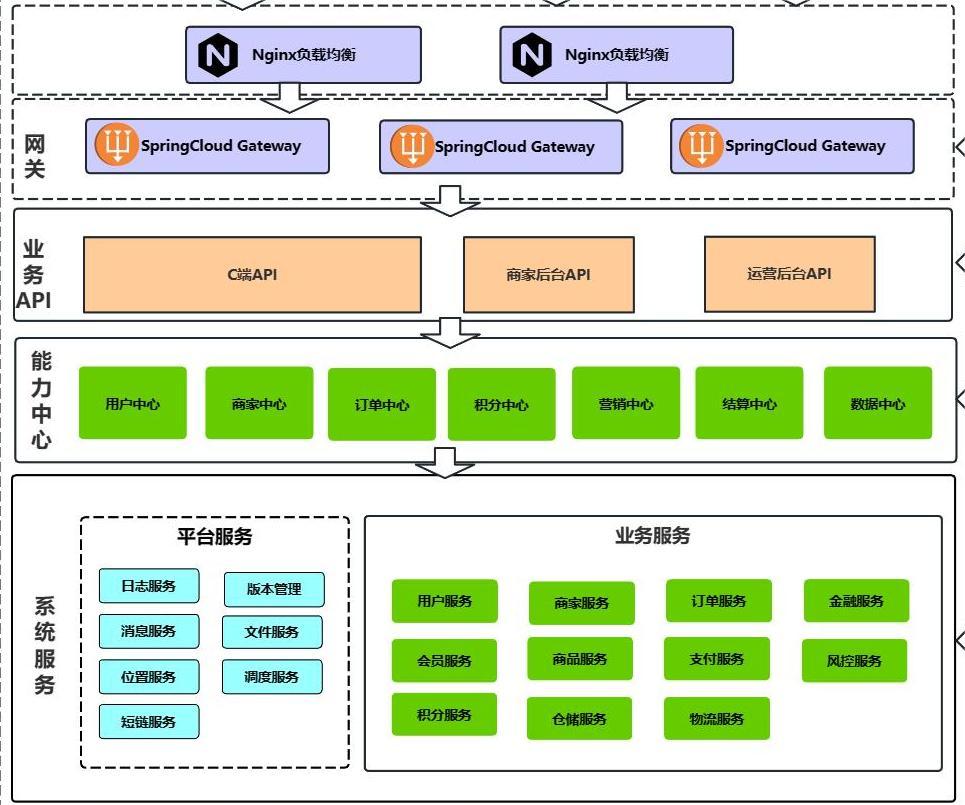 Nginx负载均衡
Nginx负载均衡
网
关
SpringCloud Gateway
SpringCloud Gateway
SpringCloud Gateway
业
务
API
C端API
商家后台API
运营后台API
能
力
中
心
用户中心
商家中心
订单中心
积分中心
营销中心
结算中心
数据中心
系
统
服
务
平台服务
日志服务
版本管理
消息服务
文件服务
位置服务
调度服务
短链服务
业务服务
用户服务
商家服务
订单服务
金融服务
会员服务
商品服务
支付服务
风控服务
积分服务
仓储服务
物流服务